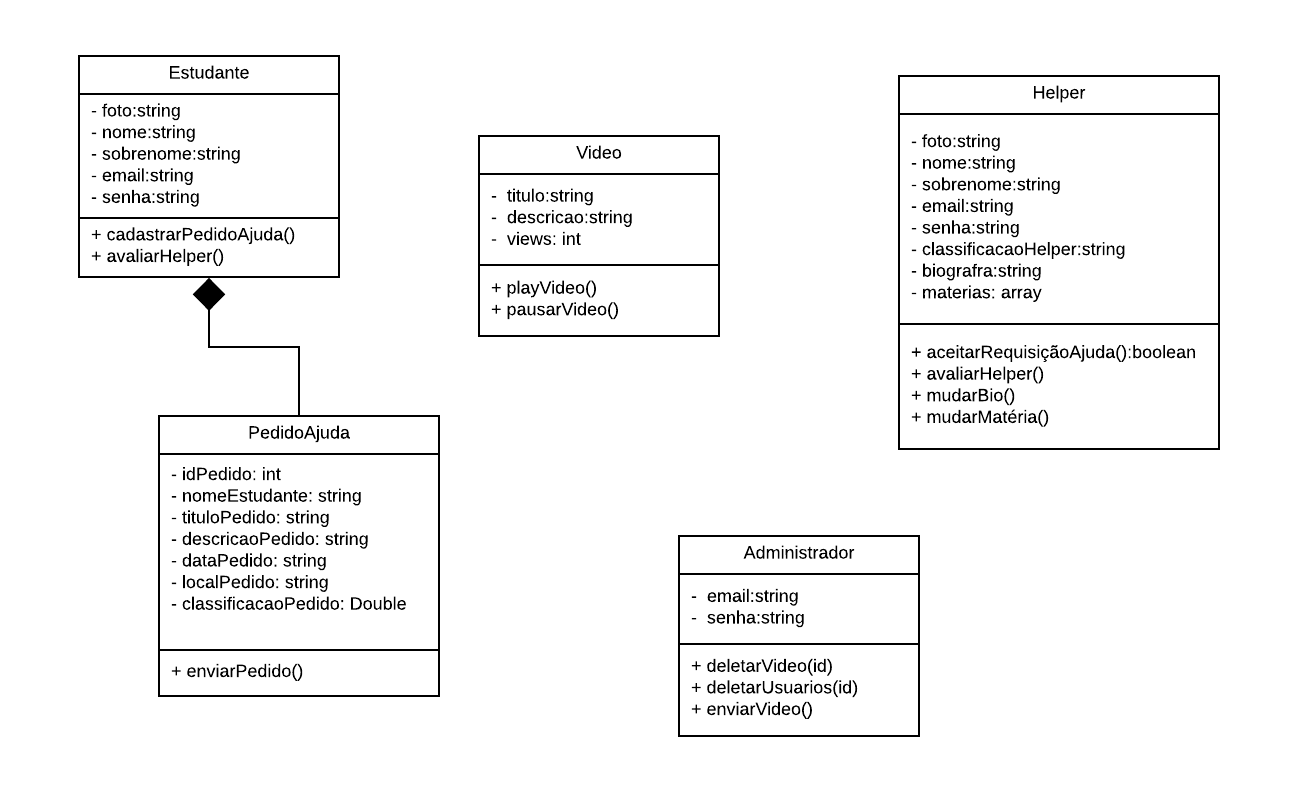 Estudante
- foto:string
- nome:string
- sobrenome:string
- email:string
- senha:string
+ cadastrarPedidoAjuda()
+ avaliarHelper()
Video
- titulo:string
- descricao:string
- views: int
+ playVideo()
+ pausarVideo()
Helper
- foto:string
- nome:string
- sobrenome:string
- email:string
- senha:string
- classificacaoHelper:string
- biografra:string
- materias: array
+ aceitarRequisiçãoAjuda():boolean
+ avaliarHelper()
+ mudarBio()
+ mudarMatéria()
PedidoAjuda
- idPedido: int
- nomeEstudante: string
- tituloPedido: string
- descricaoPedido: string
- dataPedido: string
- localPedido: string
- classificacaoPedido: Double
+ enviarPedido()
Administrador
- email:string
- senha:string
+ deletarVideo(id)
+ deletarUsuarios(id)
+ enviarVideo()